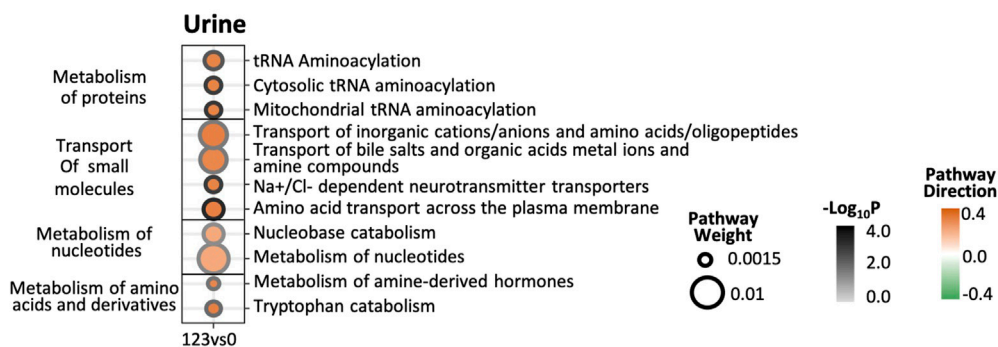 Urine
Metabolism
of proteins
tRNA Aminoacylation
Cytosolic tRNA aminoacylation
Mitochondrial tRNA aminoacylation
Transport
Of small
molecules
Transport of inorganic cations/anions and amino acids/oligopeptides
Transport of bile salts and organic acids metal ions and
amine compounds
Na+/Cl- dependent neurotransmitter transporters
Amino acid transport across the plasma membrane
Metabolism of
nucleotides
Nucleobase catabolism
Metabolism of nucleotides
Metabolism of amino
acids and derivatives
Metabolism of amine-derived hormones
Tryptophan catabolism
123vs0
Pathway
Weight
0.0015
0.01
-Log10P
4.0
2.0
0.0
Pathway
Direction
0.4
0.0
-0.4